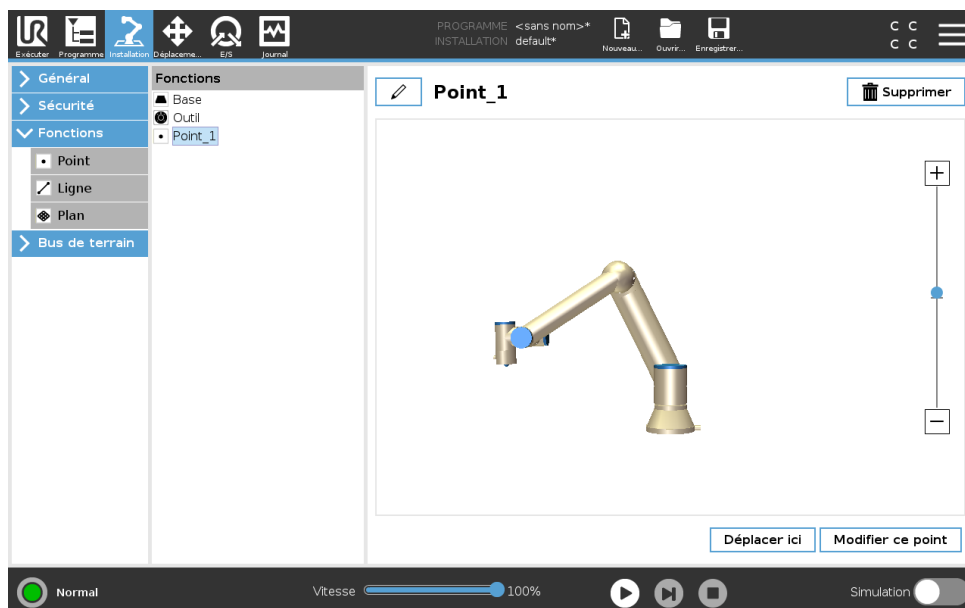 PROGRAMME <sans nom>*
INSTALLATION default*
UR
Exécuter
Programme
Installation
Déplaceme...
E/S
Journal
Nouveau...
Ouvrir...
Enregistrer...
C C
C C
Général
Sécurité
Fonctions
Point
Ligne
Plan
Bus de terrain
Fonctions
Base
Outil
Point_1
Point_1
Supprimer
Déplacer ici
Modifier ce point
Normal
Vitesse
100%
Simulation